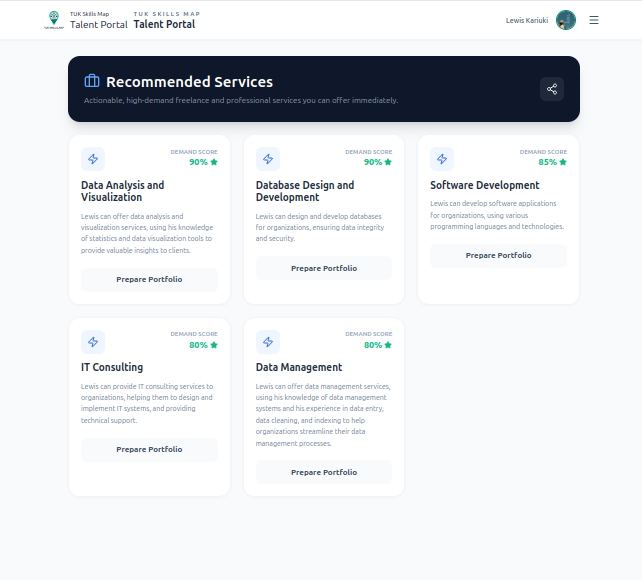 TUK Skills Map
Talent Portal
TUK SKILLS MAP
Talent Portal
Lewis Kariuki
Recommended Services
Actionable, high-demand freelance and professional services you can offer immediately.
DEMAND SCORE
90%
Data Analysis and
Visualization
Lewis can offer data analysis and
visualization services, using his knowledge
of statistics and data visualization tools to
provide valuable insights to clients.
Prepare Portfolio
DEMAND SCORE
90%
Database Design and
Development
Lewis can design and develop databases
for organizations, ensuring data integrity
and security.
Prepare Portfolio
DEMAND SCORE
85%
Software Development
Lewis can develop software applications
for organizations, using various
programming languages and technologies.
Prepare Portfolio
DEMAND SCORE
80%
IT Consulting
Lewis can provide IT consulting services to
organizations, helping them to design and
implement IT systems, and providing
technical support.
Prepare Portfolio
DEMAND SCORE
80%
Data Management
Lewis can offer data management services,
using his knowledge of data management
systems and his experience in data entry,
data cleaning, and indexing to help
organizations streamline their data
management processes.
Prepare Portfolio